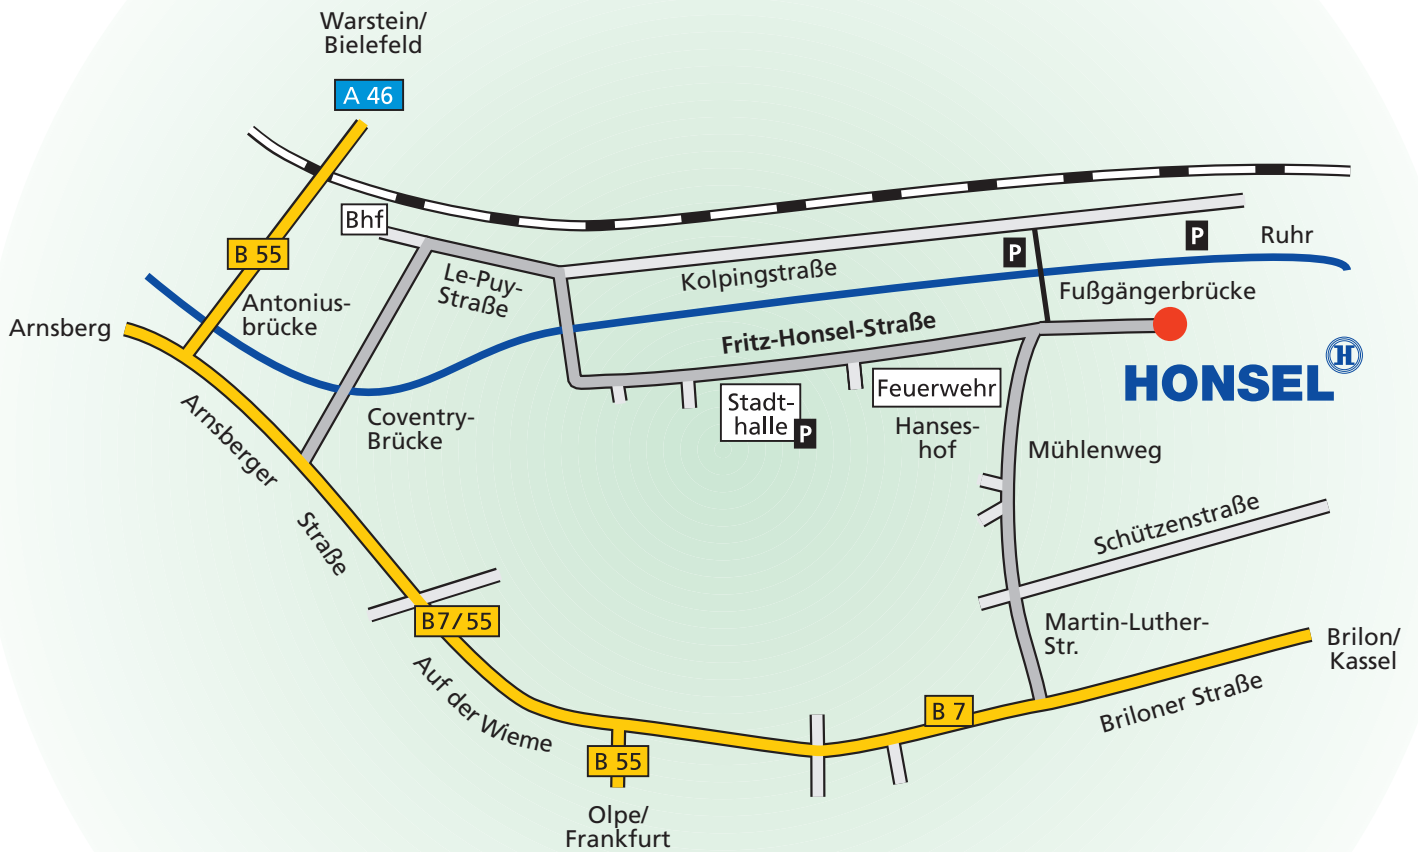 Warstein/
Bielefeld
A 46
Bhf
B 55
Antonius-
brücke
Le-Puy-
Straße
Kolpingstraße
P
P
Ruhr
Fußgängerbrücke
Arnsberg
Fritz-Honsel-Straße
HONSEL
H
Feuerwehr
Stadt-
halle
P
Hanses-
hof
Coventry-
Brücke
Mühlenweg
Arnsberger
Straße
Schützenstraße
B7/55
Martin-Luther-
Str.
Brilon/
Kassel
Auf der Wieme
B 7
Briloner Straße
B 55
Olpe/
Frankfurt